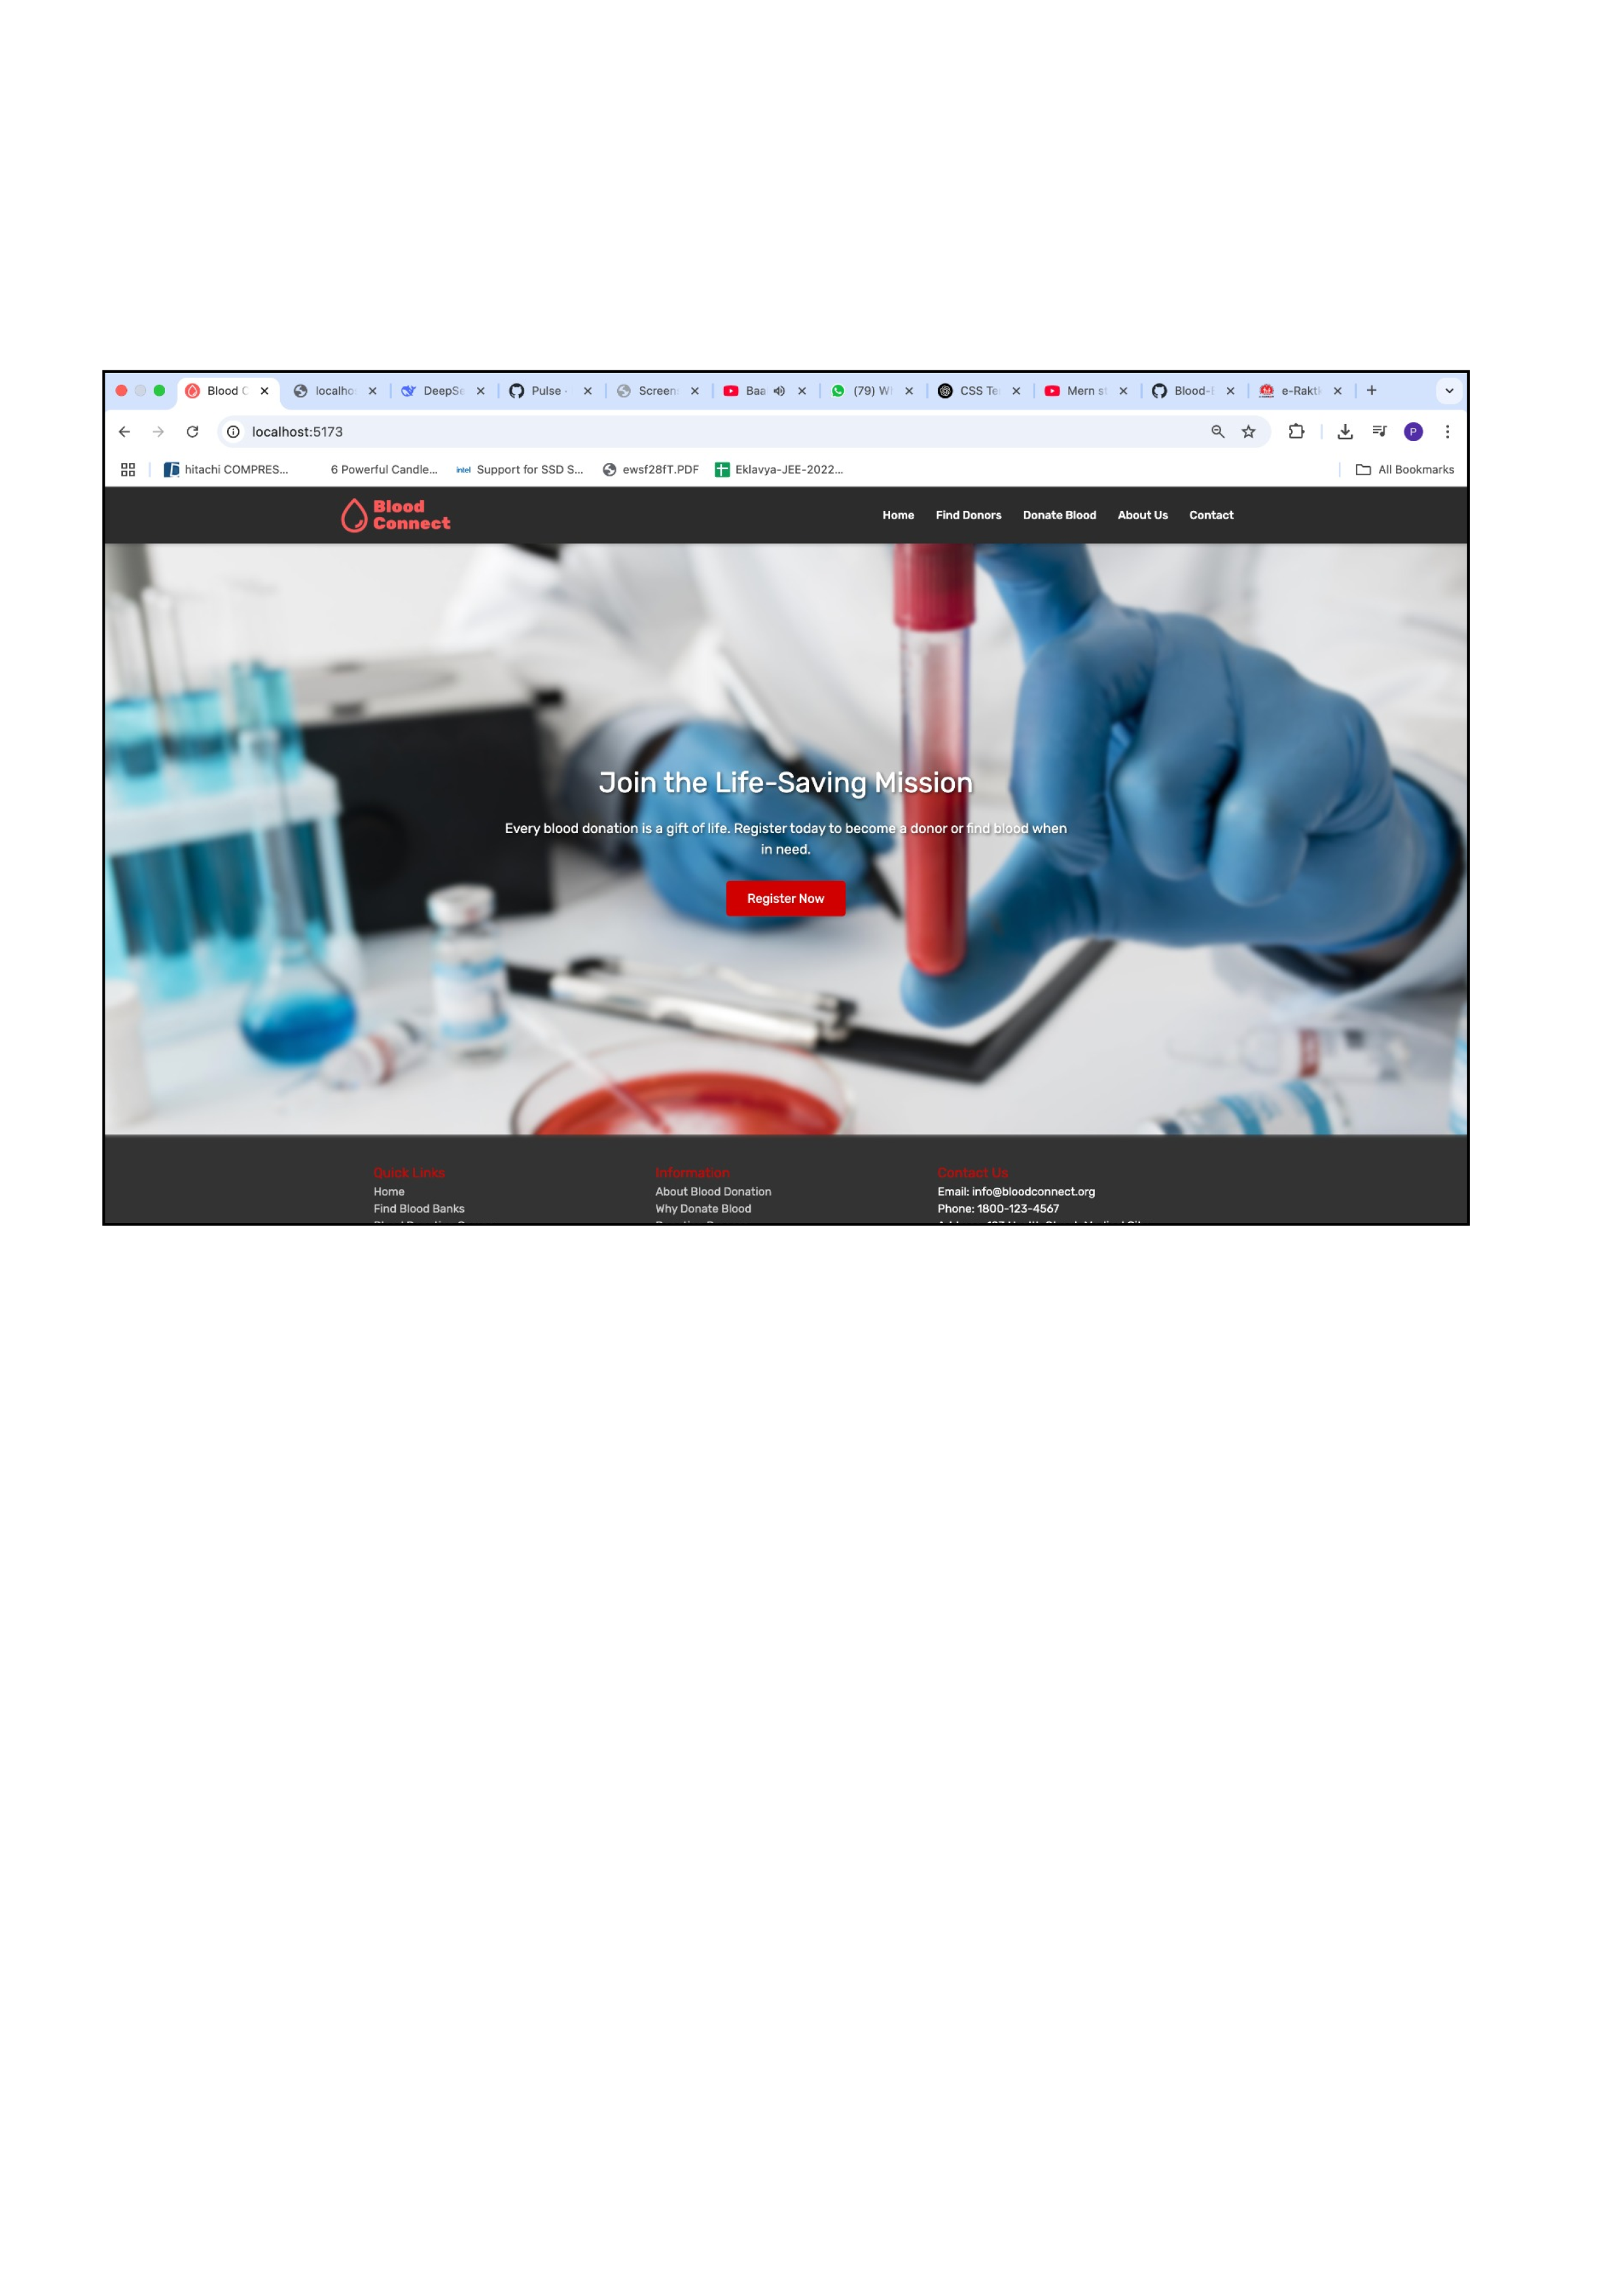 Blood C
localho
DeepSe
Pulse ·
Screen
Baa
(79) W
CSS Te
Mern s
Blood-
e-Rakt
localhost:5173
P
hitachi COMPRES...
6 Powerful Candle...
intel Support for SSD S...
ewsf28fT.PDF
Eklavya-JEE-2022...
All Bookmarks
Blood
Connect
Home
Find Donors
Donate Blood
About Us
Contact
Join the Life-Saving Mission
Every blood donation is a gift of life. Register today to become a donor or find blood when
in need.
Register Now
Quick Links
Home
Find Blood Banks
Information
About Blood Donation
Why Donate Blood
Contact Us
Email: info@bloodconnect.org
Phone: 1800-123-4567